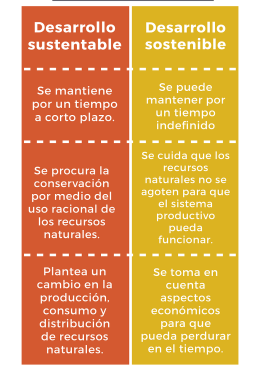 Desarrollo
sustentable
Desarrollo
sostenible
Se mantiene
por un tiempo
a corto plazo.
Se puede
mantener por
un tiempo
indefinido
Se procura la
conservación
por medio del
uso racional de
los recursos
naturales.
Se cuida que los
recursos
naturales no se
agoten para que
el sistema
productivo
pueda
funcionar.
Plantea un
cambio en la
producción,
consumo y
distribución
de recursos
naturales.
Se toma en
cuenta
aspectos
económicos
para que
pueda perdurar
en el tiempo.